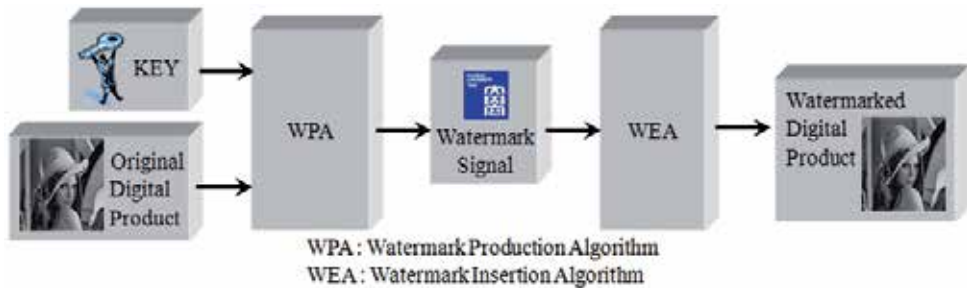 KEY
Original
Digital
Product
WPA
Watermark
Signal
WEA
Watermarked
Digital
Product
WPA : Watermark Production Algorithm
WEA : Watermark Insertion Algorithm